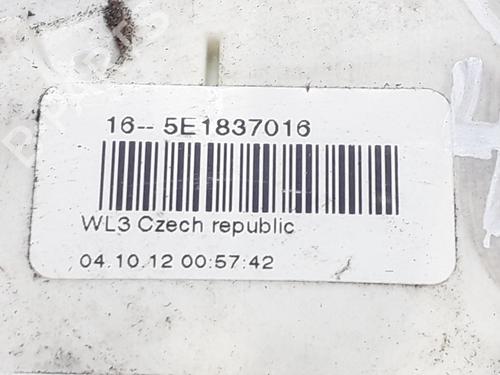 16-- 5E1837016
WL3 Czech republic
04.10.12 00:57:42